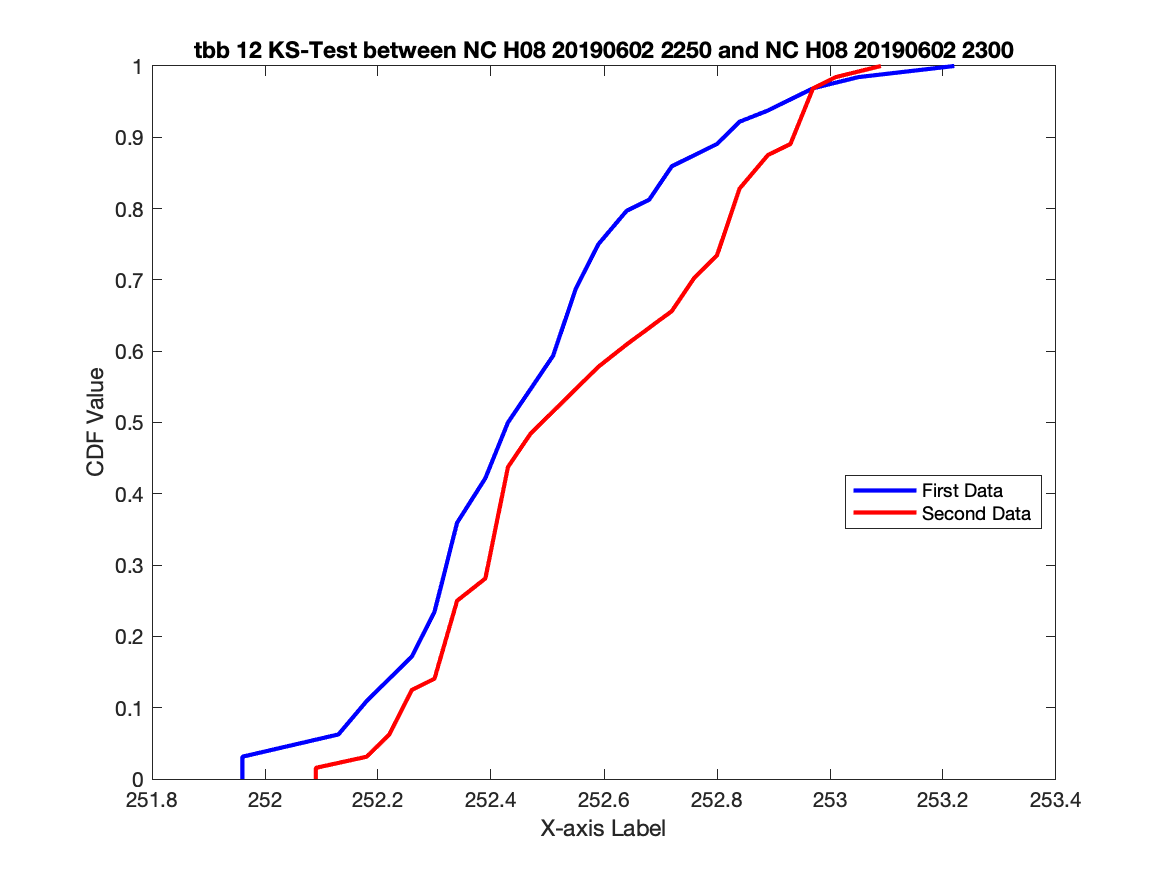 tbb 12 KS-Test between NC H08 20190602 2250 and NC H08 20190602 2300
1
0.9
0.8
0.7
0.6
0.5
0.4
0.3
0.2
0.1
0
CDF Value
First Data
Second Data
251.8 252 252.2 252.4 252.6 252.8 253 253.2 253.4
X-axis Label